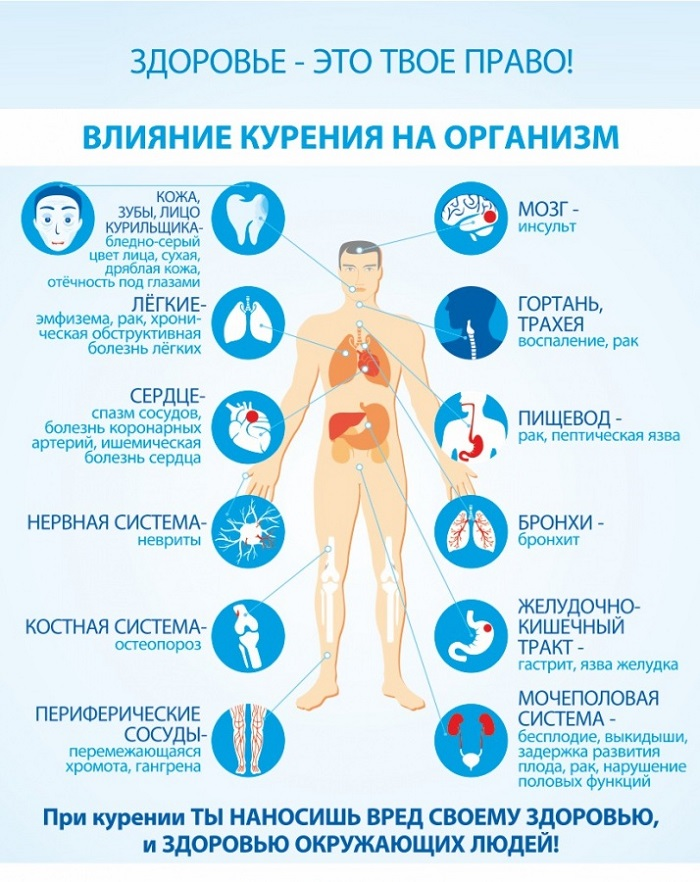 ЗДОРОВЬЕ - ЭТО ТВОЕ ПРАВО!
ВЛИЯНИЕ КУРЕНИЯ НА ОРГАНИЗМ
КОЖА,
ЗУБЫ, ЛИЦО
КУРИЛЬЩИКА-
бледно-серый
цвет лица, сухая,
дряблая кожа,
отёчность под глазами
ЛЁГКИЕ-
эмфизема, рак, хрони-
ческая обструктивная
болезнь лёгких
СЕРДЦЕ-
спазм сосудов,
болезнь коронарных
артерий, ишемическая
болезнь сердца
НЕРВНАЯ СИСТЕМА-
невриты
КОСТНАЯ СИСТЕМА-
остеопороз
ПЕРИФЕРИЧЕСКИЕ
СОСУДЫ-
перемежающаяся
хромота, гангрена
МОЗГ -
инсульт
ГОРТАНЬ,
ТРАХЕЯ
воспаление, рак
ПИЩЕВОД -
рак, пептическая язва
БРОНХИ -
бронхит
ЖЕЛУДОЧНО-
КИШЕЧНЫЙ
ТРАКТ -
гастрит, язва желудка
МОЧЕПОЛОВАЯ
СИСТЕМА -
бесплодие, выкидыши,
задержка развития
плода, рак, нарушение
половых функций
При курении ТЫ НАНОСИШЬ ВРЕД СВОЕМУ ЗДОРОВЬЮ,
и ЗДОРОВЬЮ ОКРУЖАЮЩИХ ЛЮДЕЙ!